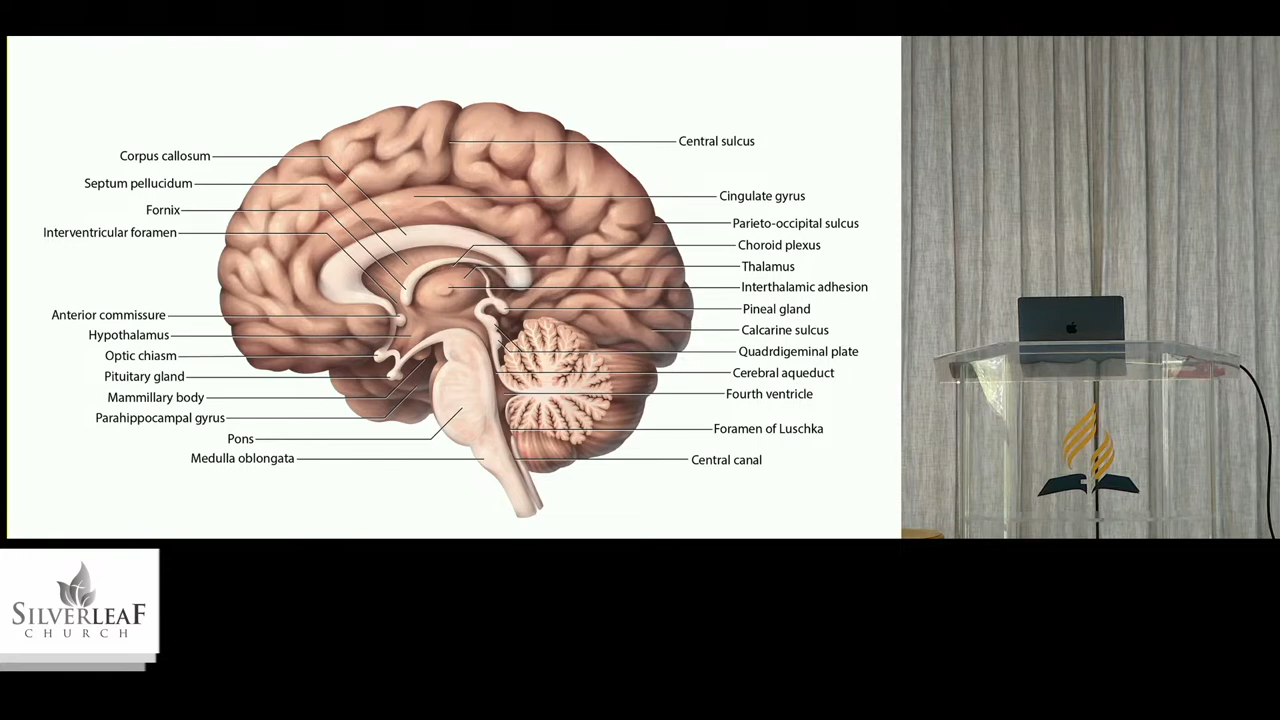 Corpus callosum
Septum pellucidum
Fornix
Interventricular foramen
Anterior commissure
Hypothalamus
Optic chiasm
Pituitary gland
Mammillary body
Parahippocampal gyrus
Pons
Medulla oblongata
Central sulcus
Cingulate gyrus
Parieto-occipital sulcus
Choroid plexus
Thalamus
Interthalamic adhesion
Pineal gland
Calcarine sulcus
Quadrdigeminal plate
Cerebral aqueduct
Fourth ventricle
Foramen of Luschka
Central canal
SILVERLEAF
CHURCH